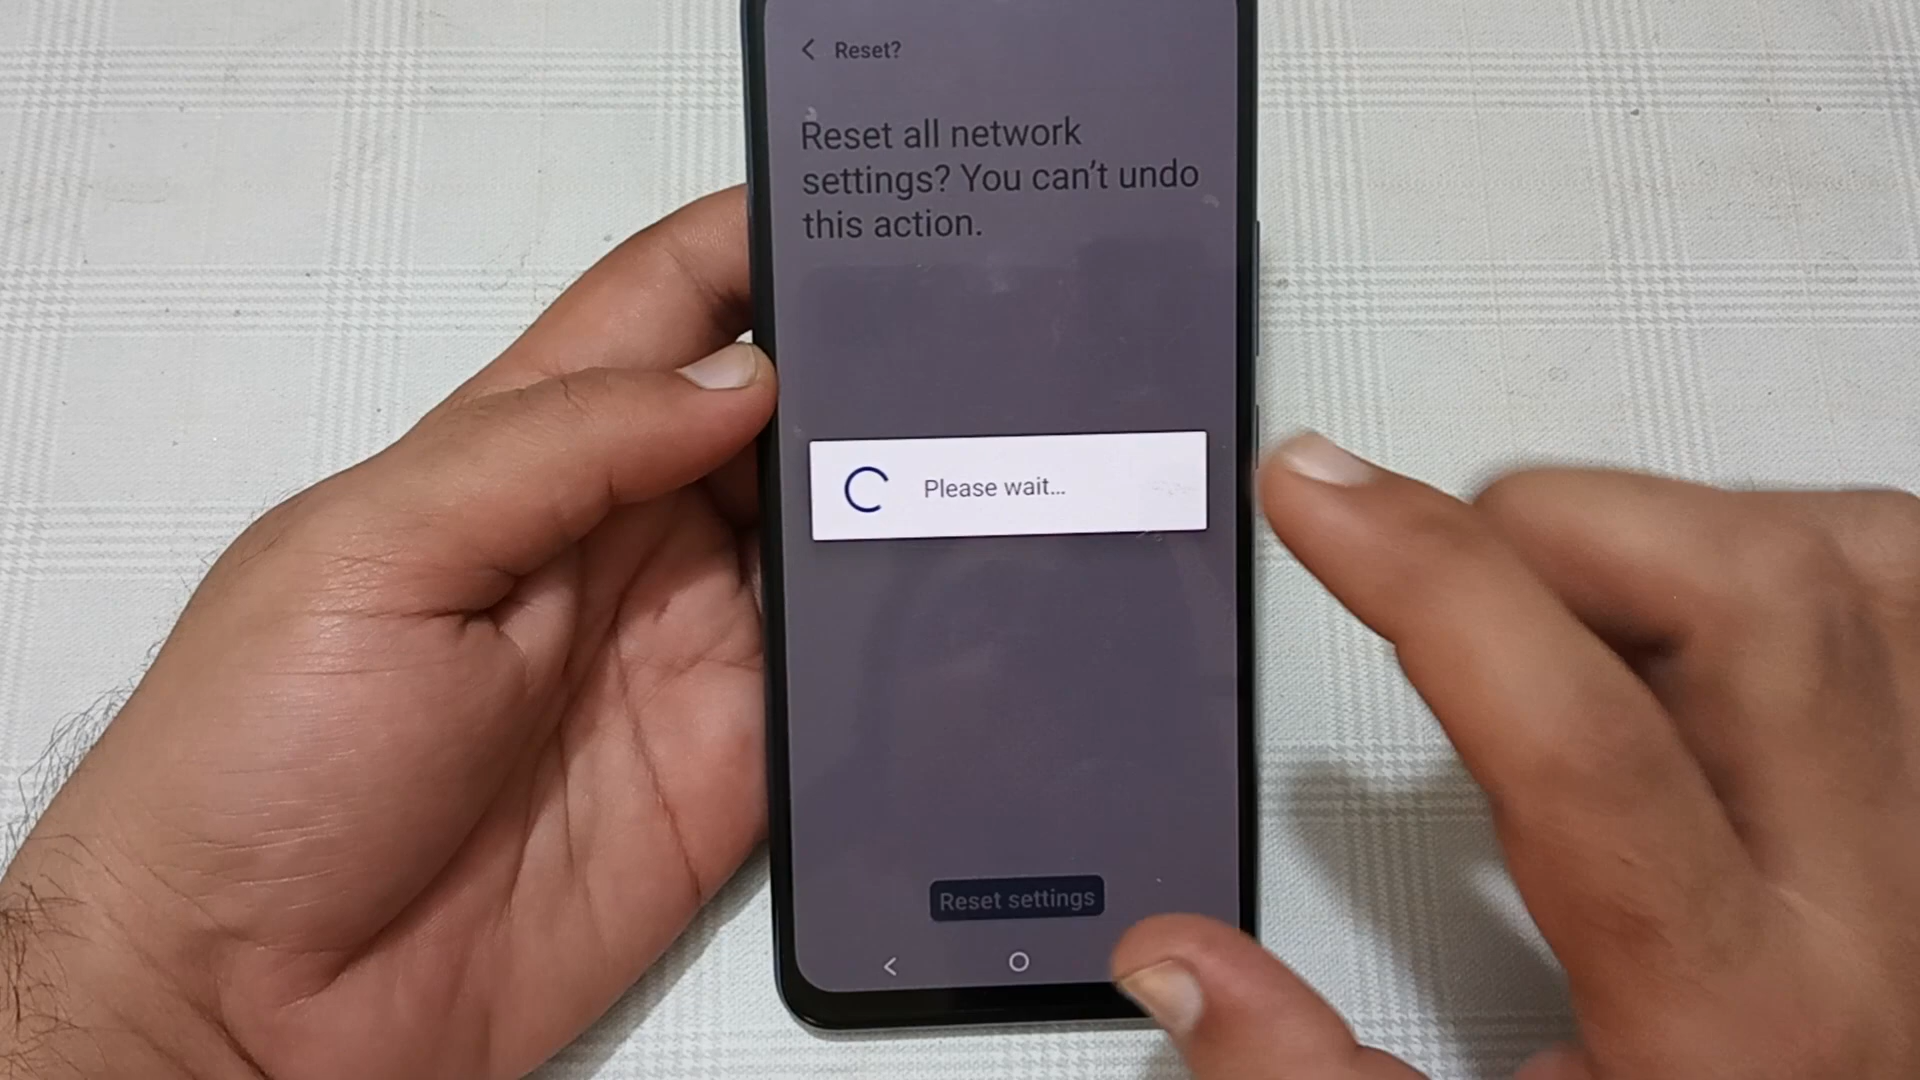 Reset?
Reset all network
settings? You can't undo
this action.
Please wait...
Reset settings